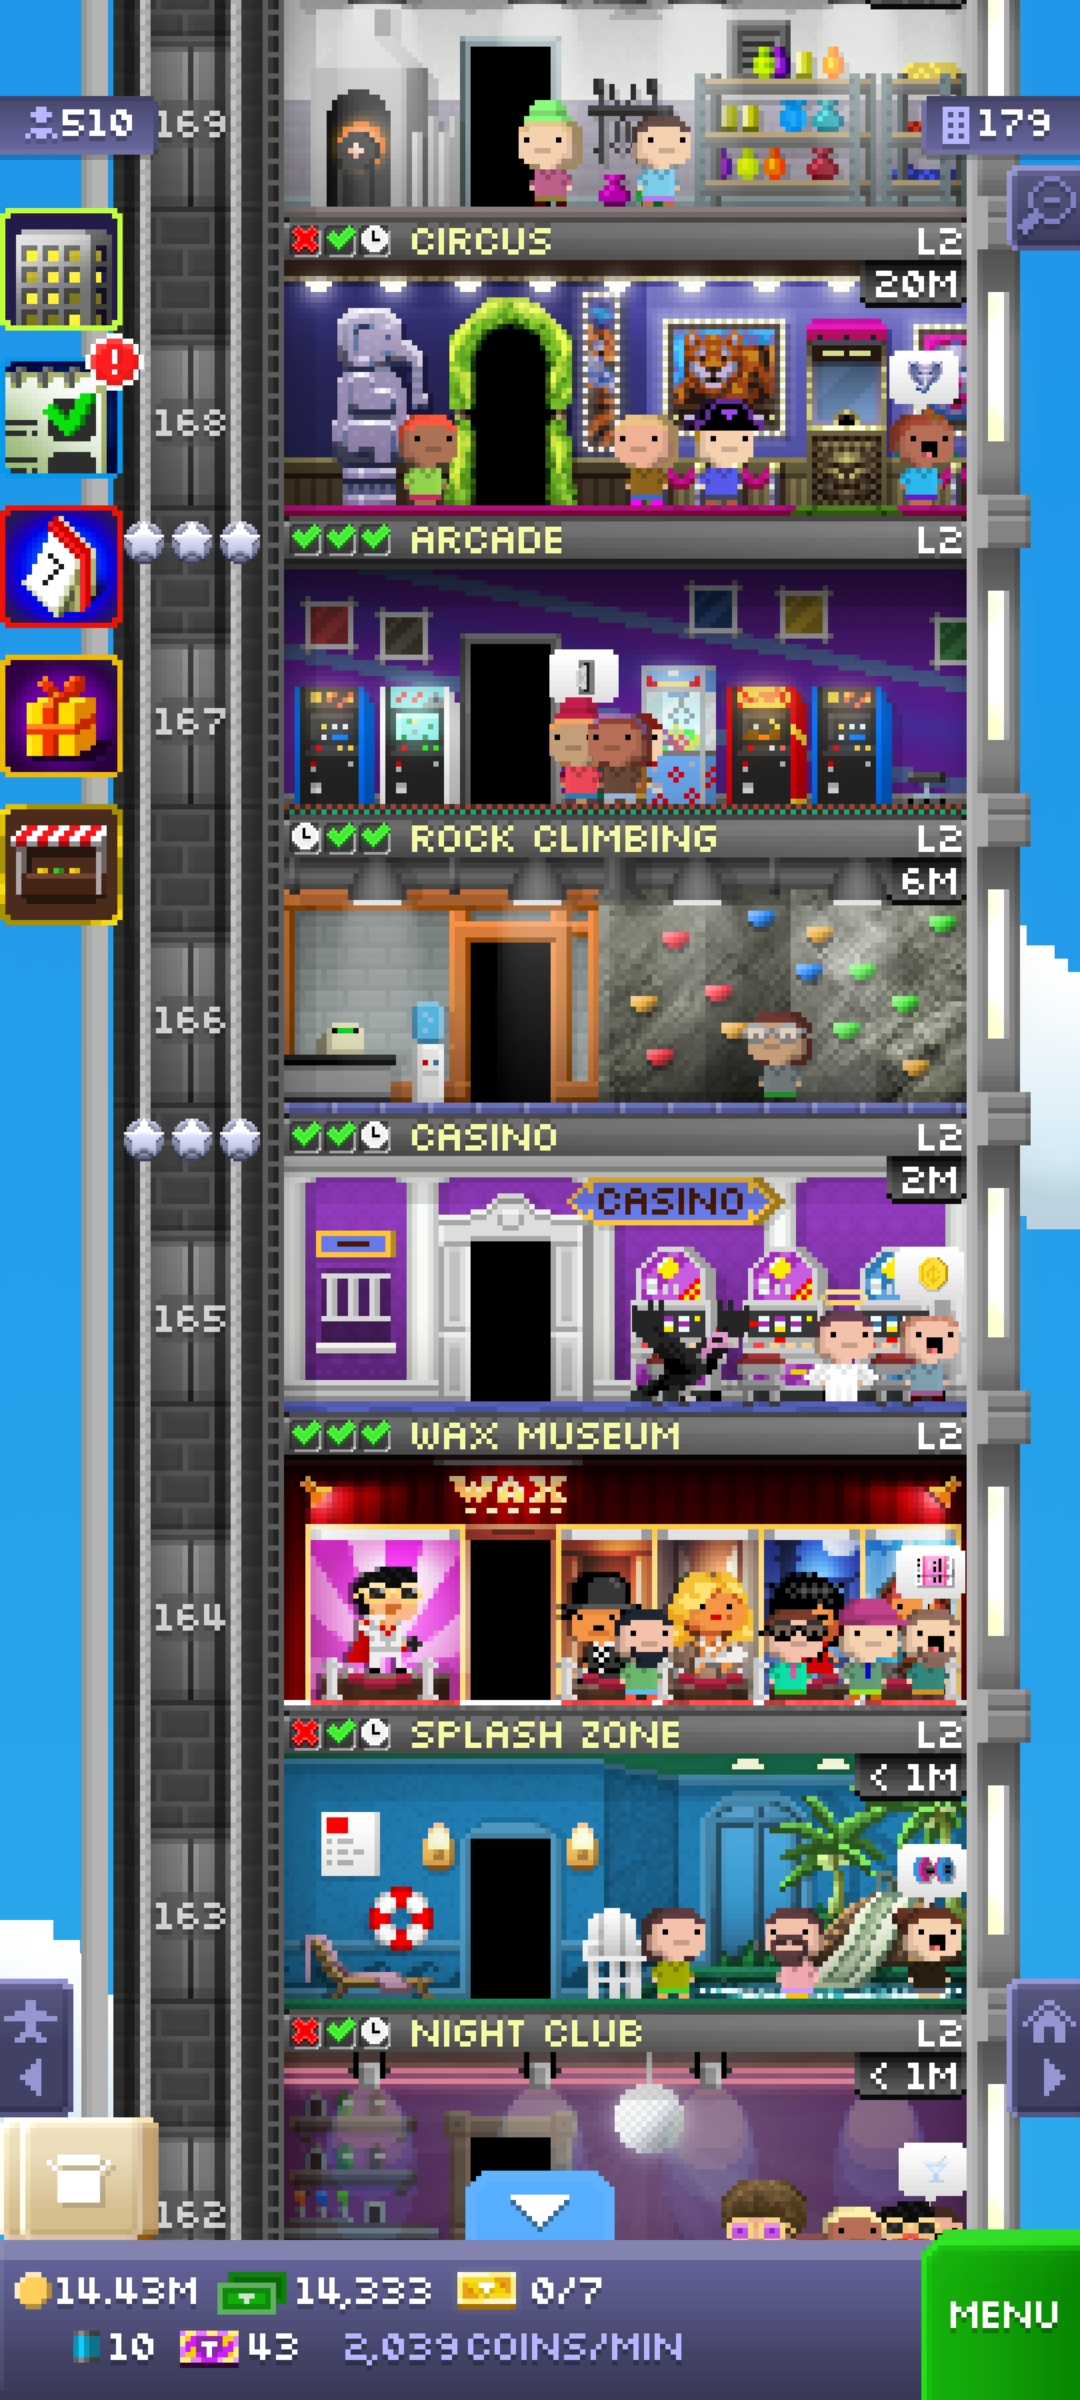 510
169
179
CIRCUS L2
20M
168
ARCADE L2
7
167
ROCK CLIMBING L2
6M
166
CASINO L2
2M
CASINO
165
WAX MUSEUM L2
WAX
164
SPLASH ZONE L2
< 1M
163
NIGHT CLUB L2
< 1M
162
14.43M 14,333 0/7
10 T 43 2,039 COINS/MIN
MENU